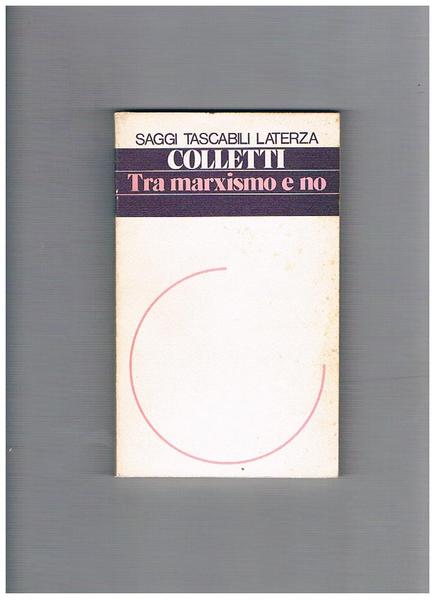 SAGGI TASCABILI LATERZA
COLLETTI
Tra marxismo e no